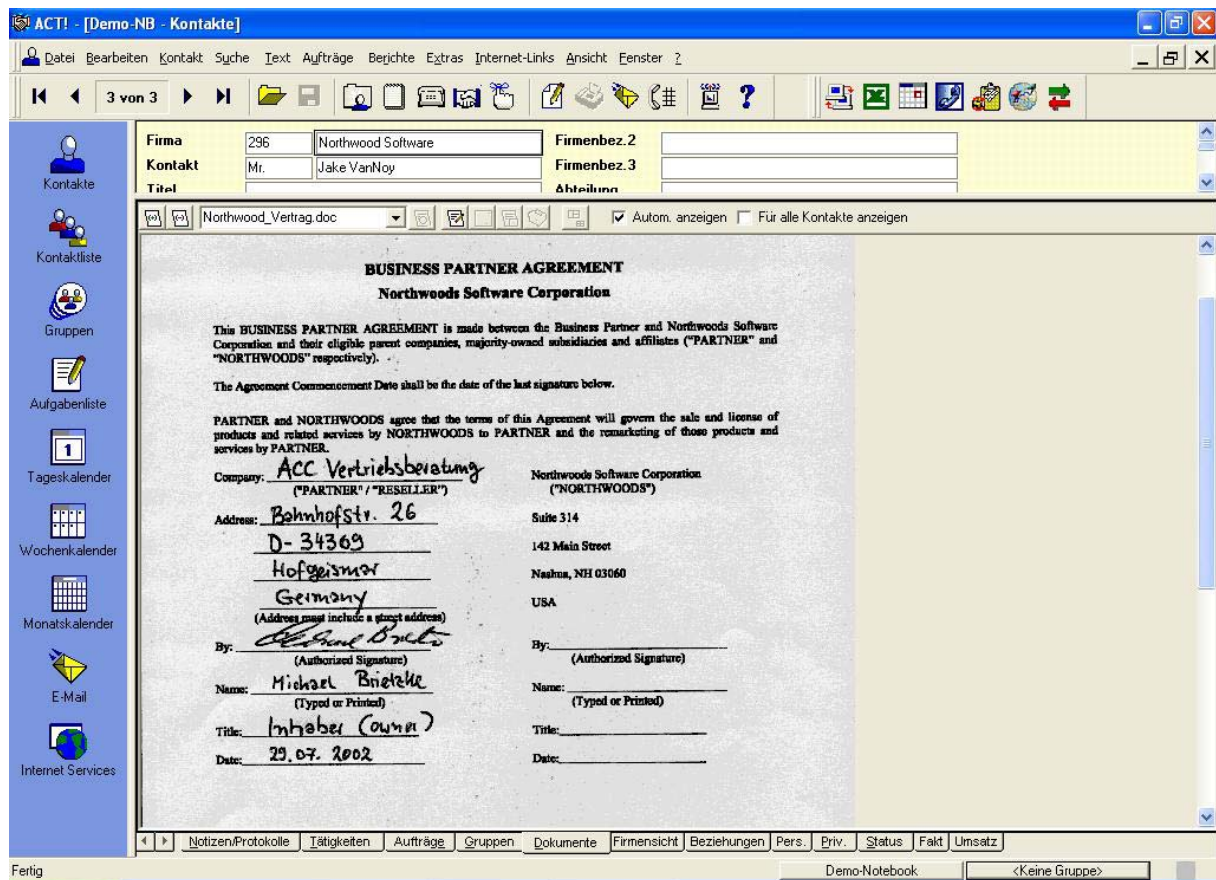 ACT! - [Demo-NB - Kontakte]
Datei Bearbeiten Kontakt Suche Text Aufträge Berichte Extras Internet-Links Ansicht Fenster ?
3 von 3
Firma 296 Northwood Software Firmenbez.2
Kontakt Mr. Jake VanNoy Firmenbez.3
Titel Abteilung
Northwood_Vertrag.doc Autom. anzeigen Für alle Kontakte anzeigen
Kontakte
Kontaktliste
Gruppen
Aufgabenliste
1
Tageskalender
Wochenkalender
Monatskalender
E-Mail
Internet Services
BUSINESS PARTNER AGREEMENT
Northwoods Software Corporation
This BUSINESS PARTNER AGREEMENT is made between the Business Partner and Northwoods Software
Corporation and their eligible parent companies, majority-owned subsidiaries and affiliates ("PARTNER" and
"NORTHWOODS" respectively).
The Agreement Commencement Date shall be the date of the last signature below.
PARTNER and NORTHWOODS agree that the terms of this Agreement will govern the sale and license of
products and related services by NORTHWOODS to PARTNER and the remarketing of those products and
services by PARTNER.
Company: ACC Vertriebsberatung
("PARTNER" / "RESELLER")
Address: Bahnhofstr. 26
D-34369
Hofgeismar
Germany
(Address must include a street address)
By:
(Authorized Signature)
Name: Michael Brietzke
(Typed or Printed)
Title: Inhaber (owner)
Date: 29.07.2002
Northwoods Software Corporation
("NORTHWOODS")
Suite 314
142 Main Street
Nashua, NH 03060
USA
By:
(Authorized Signature)
Name:
(Typed or Printed)
Title:
Date:
Notizen/Protokolle Tätigkeiten Aufträge Gruppen Dokumente Firmensicht Beziehungen Pers. Priv. Status Fakt Umsatz
Fertig Demo-Notebook <Keine Gruppe>